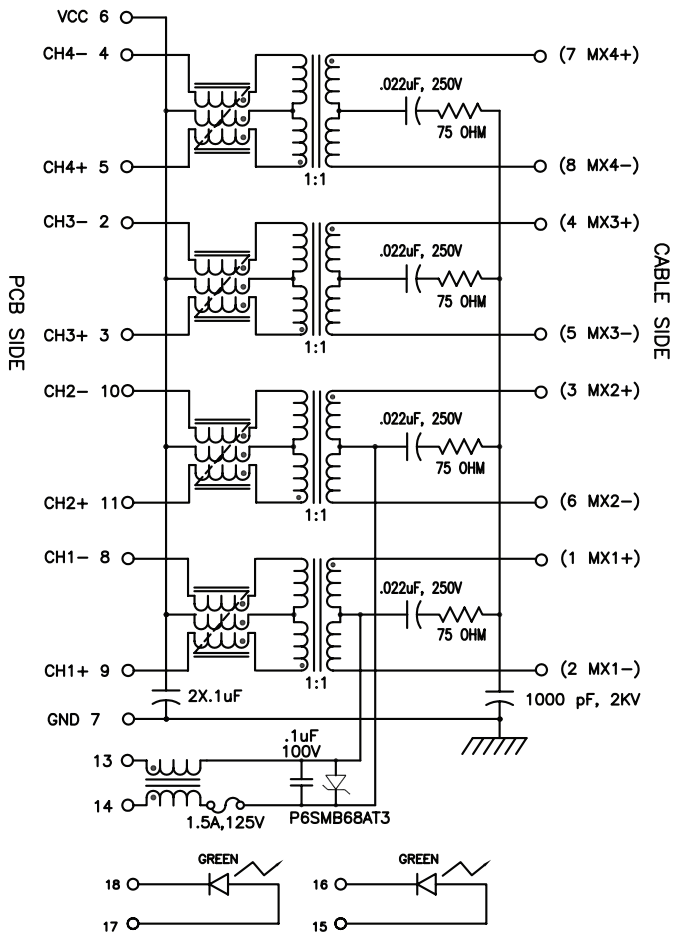 VCC 6
CH4- 4
(7 MX4+)
.022uF, 250V
75 OHM
CH4+ 5
(8 MX4-)
1:1
CH3- 2
(4 MX3+)
.022uF, 250V
75 OHM
PCB SIDE
CABLE SIDE
CH3+ 3
(5 MX3-)
1:1
CH2- 10
(3 MX2+)
.022uF, 250V
75 OHM
CH2+ 11
(6 MX2-)
1:1
CH1- 8
(1 MX1+)
.022uF, 250V
75 OHM
CH1+ 9
(2 MX1-)
1:1
2X.1uF
1000 pF, 2KV
GND 7
.1uF
100V
13
14
1.5A,125V
P6SMB68AT3
GREEN
GREEN
18
16
17
15